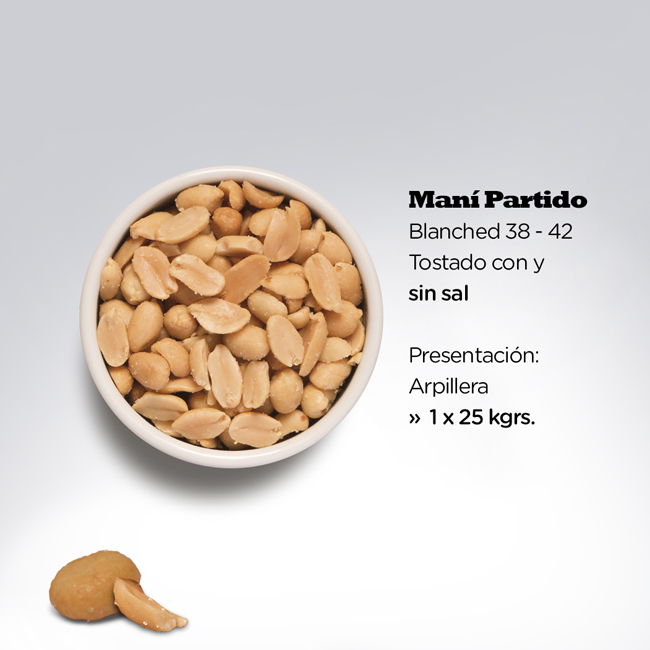 Maní Partido
Blanched 38 - 42
Tostado con y
sin sal
Presentación:
Arpillera
» 1 x 25 kgrs.